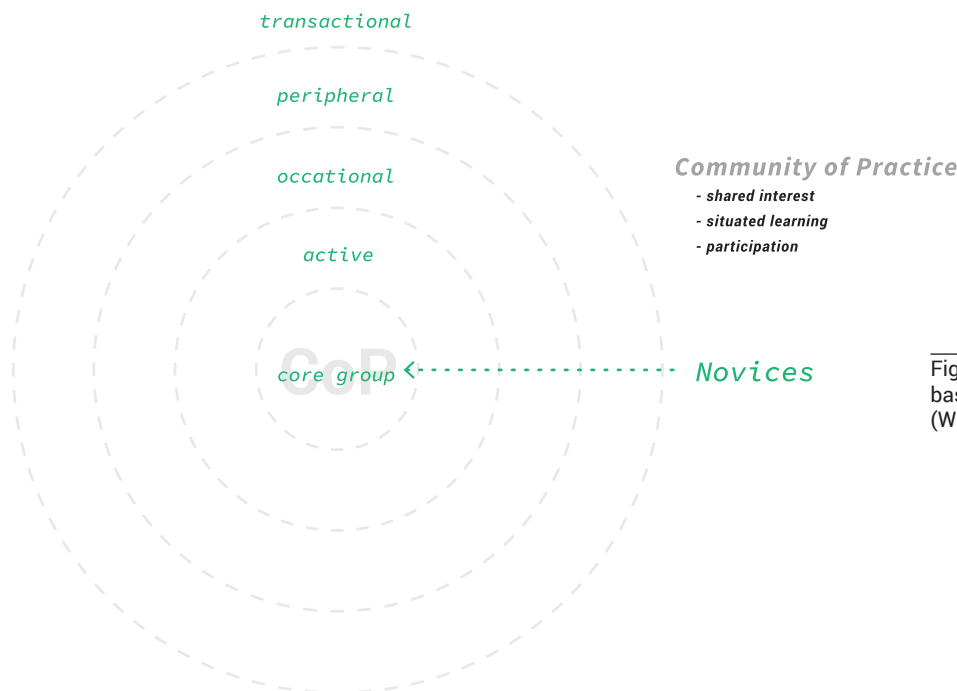 transactional
peripheral
occational
active
Community of Practice
- shared interest
- situated learning
- participation
CoP
core group
Novices